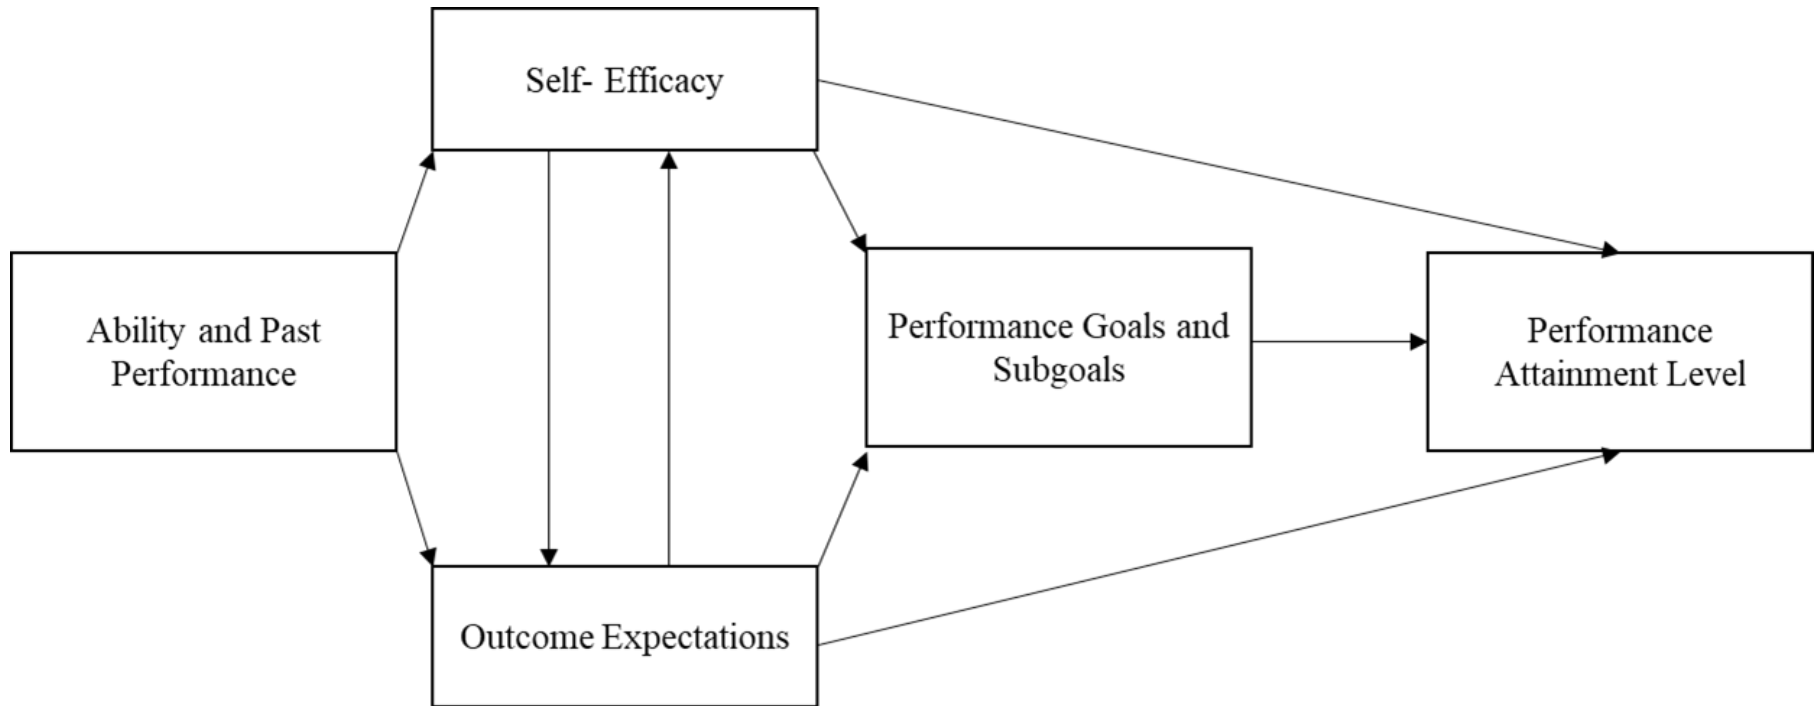 Self- Efficacy
Ability and Past
Performance
Performance Goals and
Subgoals
Performance
Attainment Level
Outcome Expectations